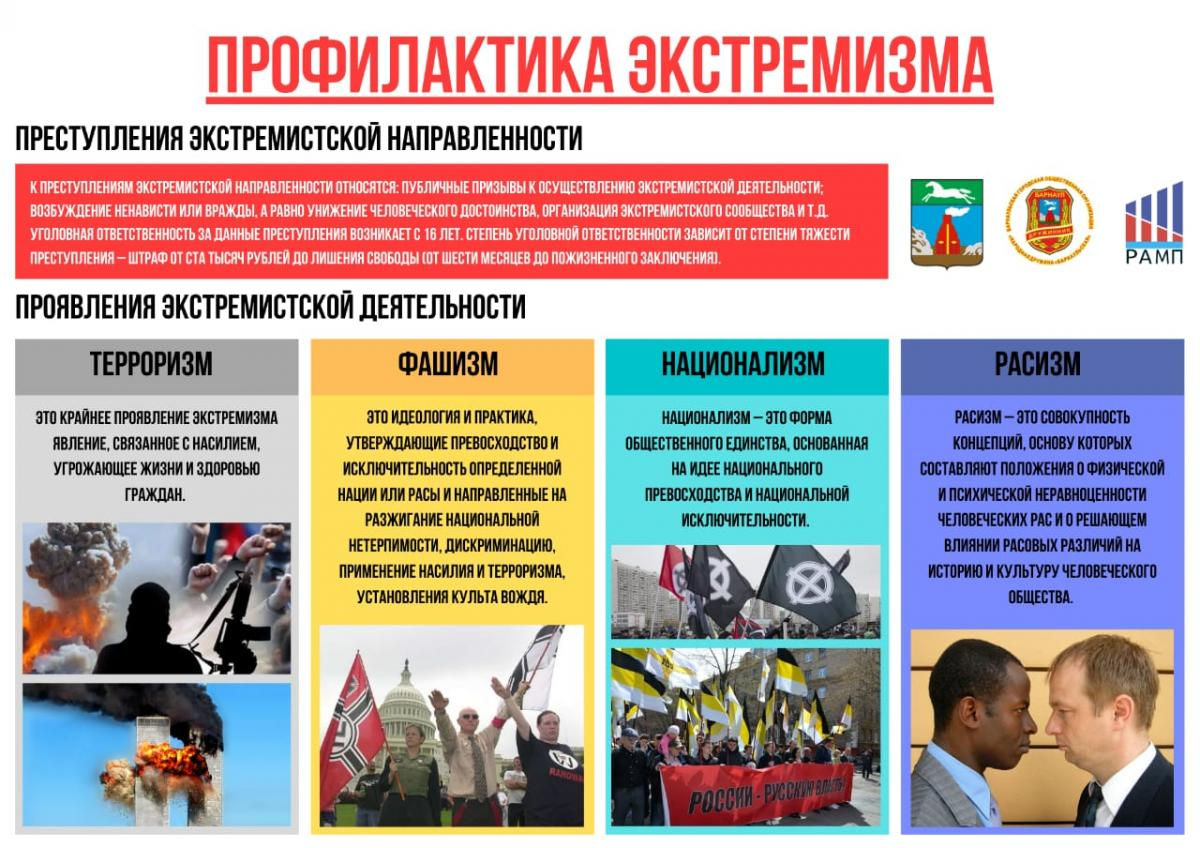 ПРОФИЛАКТИКА ЭКСТРЕМИЗМА
ПРЕСТУПЛЕНИЯ ЭКСТРЕМИСТСКОЙ НАПРАВЛЕННОСТИ
К ПРЕСТУПЛЕНИЯМ ЭКСТРЕМИСТСКОЙ НАПРАВЛЕННОСТИ ОТНОСЯТСЯ: ПУБЛИЧНЫЕ ПРИЗЫВЫ К ОСУЩЕСТВЛЕНИЮ ЭКСТРЕМИСТСКОЙ ДЕЯТЕЛЬНОСТИ;
ВОЗБУЖДЕНИЕ НЕНАВИСТИ ИЛИ ВРАЖДЫ, А РАВНО УНИЖЕНИЕ ЧЕЛОВЕЧЕСКОГО ДОСТОИНСТВА, ОРГАНИЗАЦИЯ ЭКСТРЕМИСТСКОГО СООБЩЕСТВА И Т.Д.
УГОЛОВНАЯ ОТВЕТСТВЕННОСТЬ ЗА ДАННЫЕ ПРЕСТУПЛЕНИЯ ВОЗНИКАЕТ С 16 ЛЕТ. СТЕПЕНЬ УГОЛОВНОЙ ОТВЕТСТВЕННОСТИ ЗАВИСИТ ОТ СТЕПЕНИ ТЯЖЕСТИ
ПРЕСТУПЛЕНИЯ – ШТРАФ ОТ СТА ТЫСЯЧ РУБЛЕЙ ДО ЛИШЕНИЯ СВОБОДЫ (ОТ ШЕСТИ МЕСЯЦЕВ ДО ПОЖИЗНЕННОГО ЗАКЛЮЧЕНИЯ).
БАРНАУЛ
ДРУЖИННИК
РАМП
ПРОЯВЛЕНИЯ ЭКСТРЕМИСТСКОЙ ДЕЯТЕЛЬНОСТИ
ТЕРРОРИЗМ
ЭТО КРАЙНЕЕ ПРОЯВЛЕНИЕ ЭКСТРЕМИЗМА
ЯВЛЕНИЕ, СВЯЗАННОЕ С НАСИЛИЕМ,
УГРОЖАЮЩЕЕ ЖИЗНИ И ЗДОРОВЬЮ
ГРАЖДАН.
ФАШИЗМ
ЭТО ИДЕОЛОГИЯ И ПРАКТИКА,
УТВЕРЖДАЮЩИЕ ПРЕВОСХОДСТВО И
ИСКЛЮЧИТЕЛЬНОСТЬ ОПРЕДЕЛЕННОЙ
НАЦИИ ИЛИ РАСЫ И НАПРАВЛЕННЫЕ НА
РАЗЖИГАНИЕ НАЦИОНАЛЬНОЙ
НЕТЕРПИМОСТИ, ДИСКРИМИНАЦИЮ,
ПРИМЕНЕНИЕ НАСИЛИЯ И ТЕРРОРИЗМА,
УСТАНОВЛЕНИЯ КУЛЬТА ВОЖДЯ.
НАЦИОНАЛИЗМ
НАЦИОНАЛИЗМ – ЭТО ФОРМА
ОБЩЕСТВЕННОГО ЕДИНСТВА, ОСНОВАННАЯ
НА ИДЕЕ НАЦИОНАЛЬНОГО
ПРЕВОСХОДСТВА И НАЦИОНАЛЬНОЙ
ИСКЛЮЧИТЕЛЬНОСТИ.
РОССИИ - РУССКУЮ ВЛАСТЬ!
РАСИЗМ
РАСИЗМ – ЭТО СОВОКУПНОСТЬ
КОНЦЕПЦИЙ, ОСНОВУ КОТОРЫХ
СОСТАВЛЯЮТ ПОЛОЖЕНИЯ О ФИЗИЧЕСКОЙ
И ПСИХИЧЕСКОЙ НЕРАВНОЦЕННОСТИ
ЧЕЛОВЕЧЕСКИХ РАС И О РЕШАЮЩЕМ
ВЛИЯНИИ РАСОВЫХ РАЗЛИЧИЙ НА
ИСТОРИЮ И КУЛЬТУРУ ЧЕЛОВЕЧЕСКОГО
ОБЩЕСТВА.